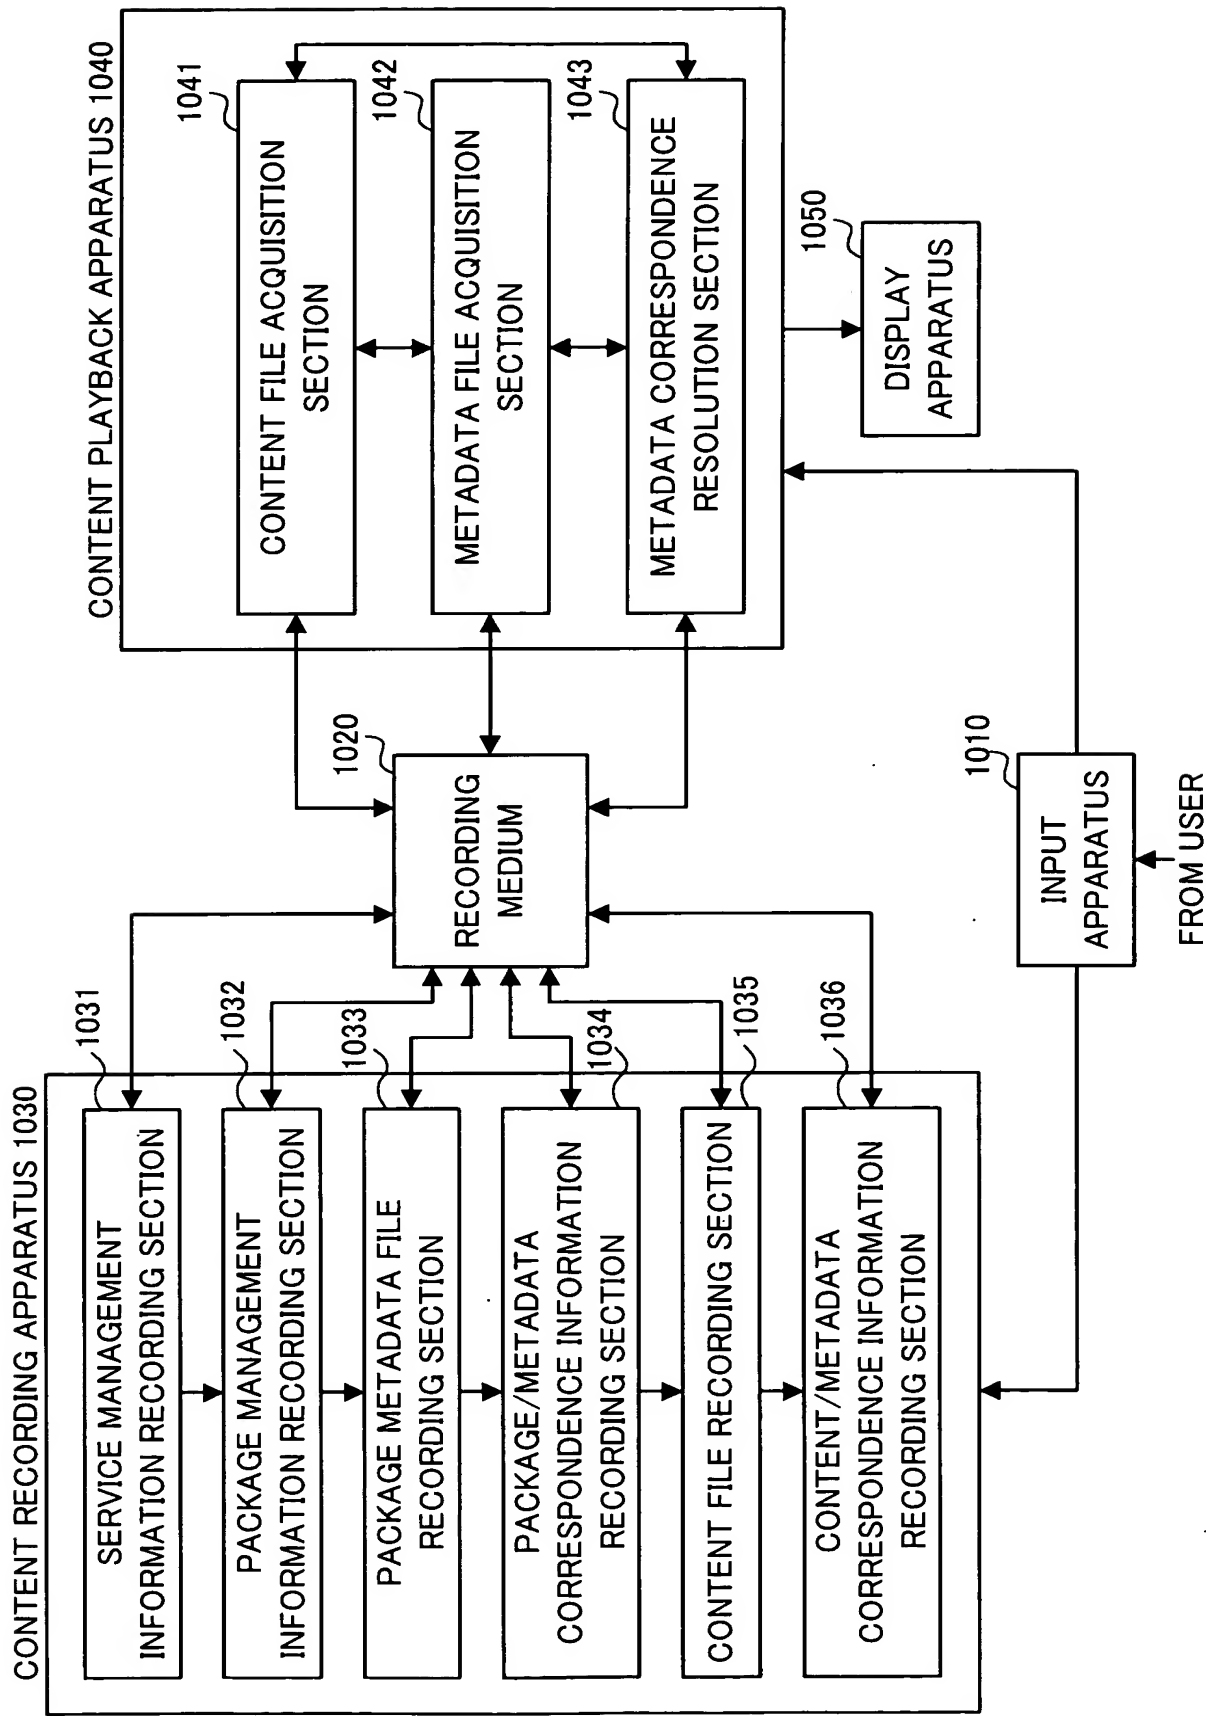 CONTENT RECORDING APPARATUS 1030
1031
SERVICE MANAGEMENT
INFORMATION RECORDING SECTION
1032
PACKAGE MANAGEMENT
INFORMATION RECORDING SECTION
1033
PACKAGE METADATA FILE
RECORDING SECTION
1034
PACKAGE/METADATA
CORRESPONDENCE INFORMATION
RECORDING SECTION
1035
CONTENT FILE RECORDING SECTION
1036
CONTENT/METADATA
CORRESPONDENCE INFORMATION
RECORDING SECTION
1020
RECORDING
MEDIUM
CONTENT PLAYBACK APPARATUS 1040
1041
CONTENT FILE ACQUISITION
SECTION
1042
METADATA FILE ACQUISITION
SECTION
1043
METADATA CORRESPONDENCE
RESOLUTION SECTION
1050
DISPLAY
APPARATUS
1010
INPUT
APPARATUS
FROM USER